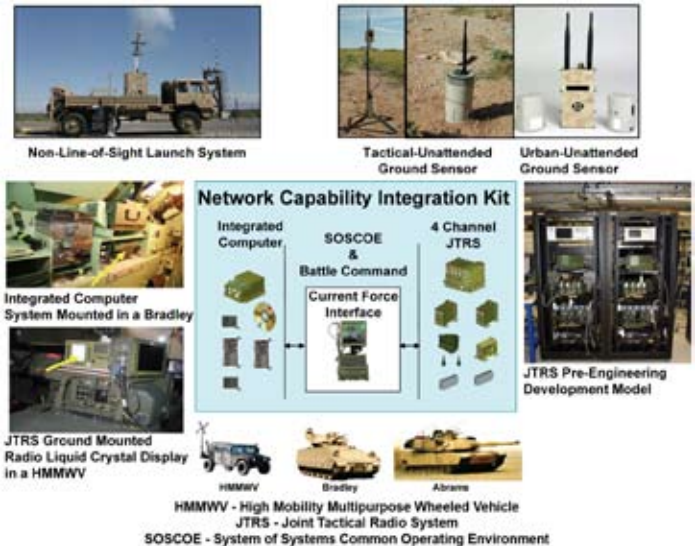 Non-Line-of-Sight Launch System
Tactical-Unattended
Ground Sensor
Urban-Unattended
Ground Sensor
Network Capability Integration Kit
Integrated
Computer
SOSCOE
&
Battle Command
4 Channel
JTRS
Current Force
Interface
Integrated Computer
System Mounted in a Bradley
JTRS Pre-Engineering
Development Model
JTRS Ground Mounted
Radio Liquid Crystal Display
in a HMMWV
HMMWV
Bradley
Abrams
HMMWV - High Mobility Multipurpose Wheeled Vehicle
JTRS - Joint Tactical Radio System
SOSCOE - System of Systems Common Operating Environment